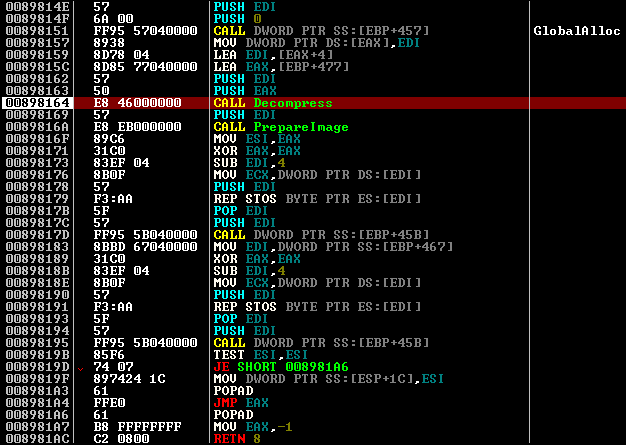 0089814E 57 PUSH EDI
0089814F 6A 00 PUSH 0
00898151 FF95 57040000 CALL DWORD PTR SS:[EBP+457] GlobalAlloc
00898157 8938 MOV DWORD PTR DS:[EAX],EDI
00898159 8D78 04 LEA EDI,[EAX+4]
0089815C 8D85 77040000 LEA EAX,[EBP+477]
00898162 57 PUSH EDI
00898163 50 PUSH EAX
00898164 E8 46000000 CALL Decompress
00898169 57 PUSH EDI
0089816A E8 EB000000 CALL PrepareImage
0089816F 89C6 MOV ESI,EAX
00898171 31C0 XOR EAX,EAX
00898173 83EF 04 SUB EDI,4
00898176 8B0F MOV ECX,DWORD PTR DS:[EDI]
00898178 57 PUSH EDI
00898179 F3:AA REP STOS BYTE PTR ES:[EDI]
0089817B 5F POP EDI
0089817C 57 PUSH EDI
0089817D FF95 5B040000 CALL DWORD PTR SS:[EBP+45B]
00898183 8BBD 67040000 MOV EDI,DWORD PTR SS:[EBP+467]
00898189 31C0 XOR EAX,EAX
0089818B 83EF 04 SUB EDI,4
0089818E 8B0F MOV ECX,DWORD PTR DS:[EDI]
00898190 57 PUSH EDI
00898191 F3:AA REP STOS BYTE PTR ES:[EDI]
00898193 5F POP EDI
00898194 57 PUSH EDI
00898195 FF95 5B040000 CALL DWORD PTR SS:[EBP+45B]
0089819B 85F6 TEST ESI,ESI
0089819D 74 07 JE SHORT 008981A6
0089819F 897424 1C MOV DWORD PTR SS:[ESP+1C],ESI
008981A3 61 POPAD
008981A4 FFE0 JMP EAX
008981A6 61 POPAD
008981A7 B8 FFFFFFFF MOV EAX,-1
008981AC C2 0800 RETN 8